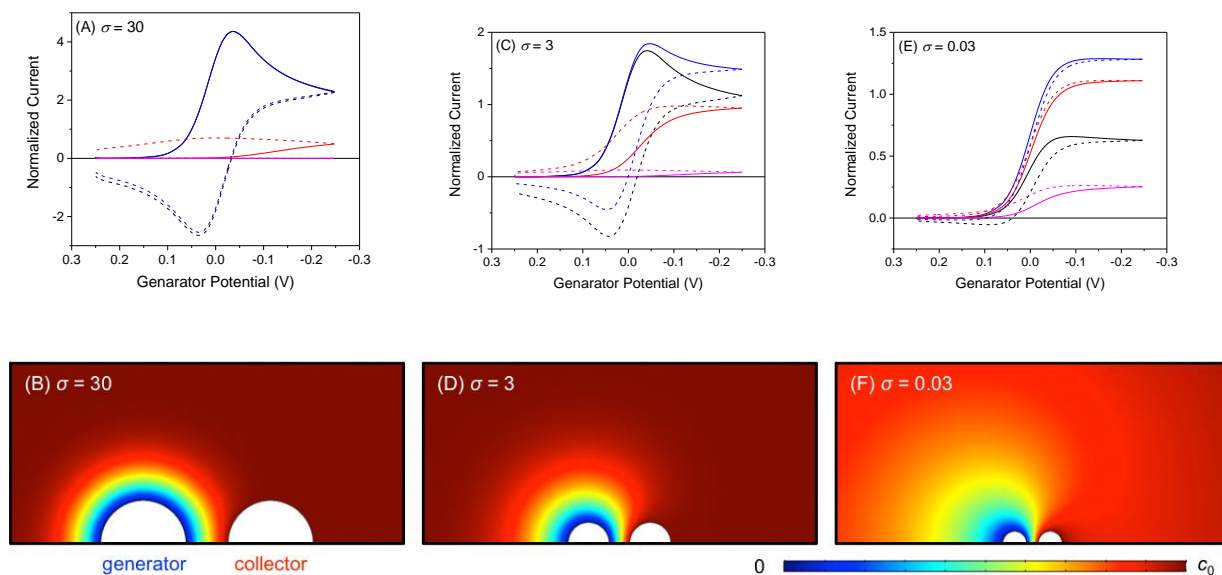 (A) σ = 30
Normalized Current
4
2
0
-2
0.3 0.2 0.1 0.0 -0.1 -0.2 -0.3
Genarator Potential (V)
(C) σ = 3
Normalized Current
2
1
0
-1
0.3 0.2 0.1 0.0 -0.1 -0.2 -0.3
Genarator Potential (V)
(E) σ = 0.03
Normalized Current
1.5
1.0
0.5
0.0
0.3 0.2 0.1 0.0 -0.1 -0.2 -0.3
Genarator Potential (V)
(B) σ = 30
(D) σ = 3
(F) σ = 0.03
generator collector
0 c₀